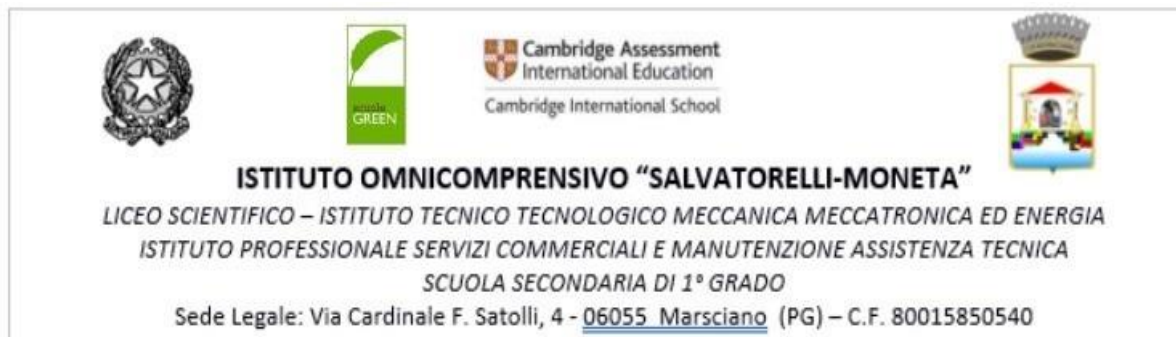 scuole
GREEN
Cambridge Assessment
International Education
Cambridge International School
ISTITUTO OMNICOMPRENSIVO “SALVATORELLI-MONETA”
LICEO SCIENTIFICO – ISTITUTO TECNICO TECNOLOGICO MECCANICA MECCATRONICA ED ENERGIA
ISTITUTO PROFESSIONALE SERVIZI COMMERCIALI E MANUTENZIONE ASSISTENZA TECNICA
SCUOLA SECONDARIA DI 1° GRADO
Sede Legale: Via Cardinale F. Satolli, 4 - 06055 Marsciano (PG) – C.F. 80015850540